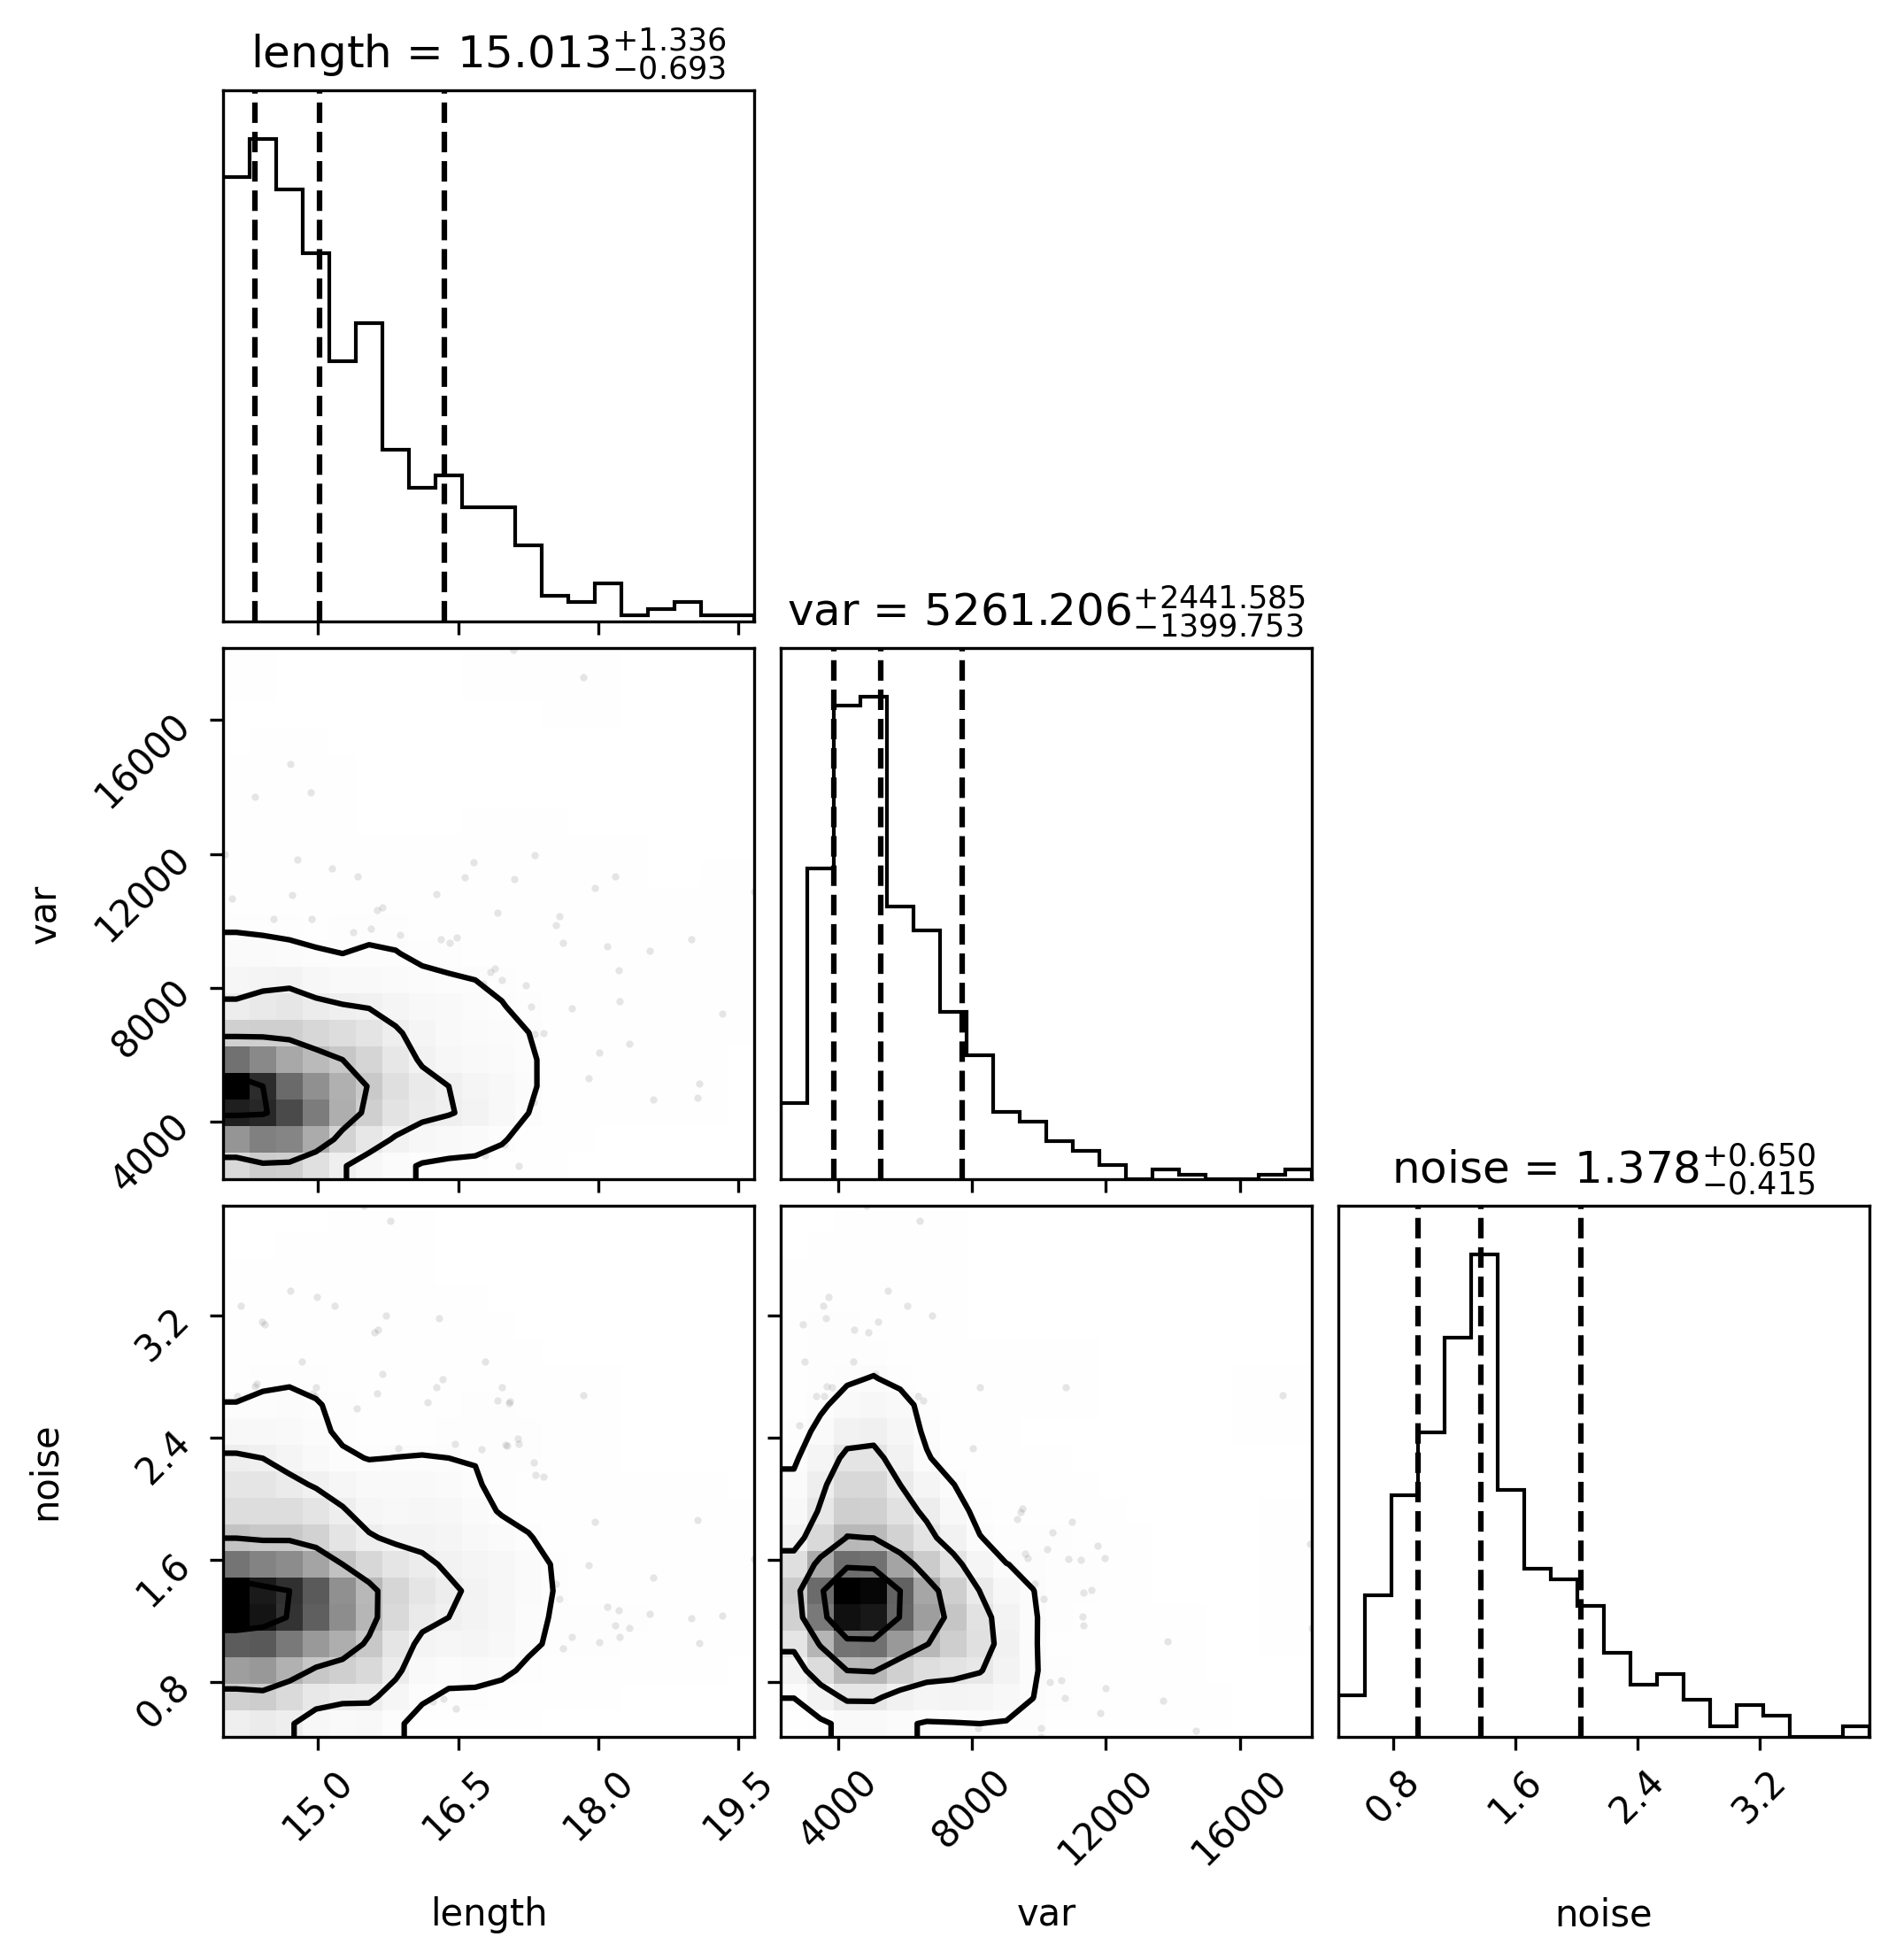 length = 15.013 +1.336 −0.693
var = 5261.206 +2441.585 −1399.753
16000
12000
8000
4000
var
noise = 1.378 +0.650 −0.415
3.2
2.4
1.6
0.8
noise
15.0 16.5 18.0 19.5 4000 8000 12000 16000 0.8 1.6 2.4 3.2
length var noise